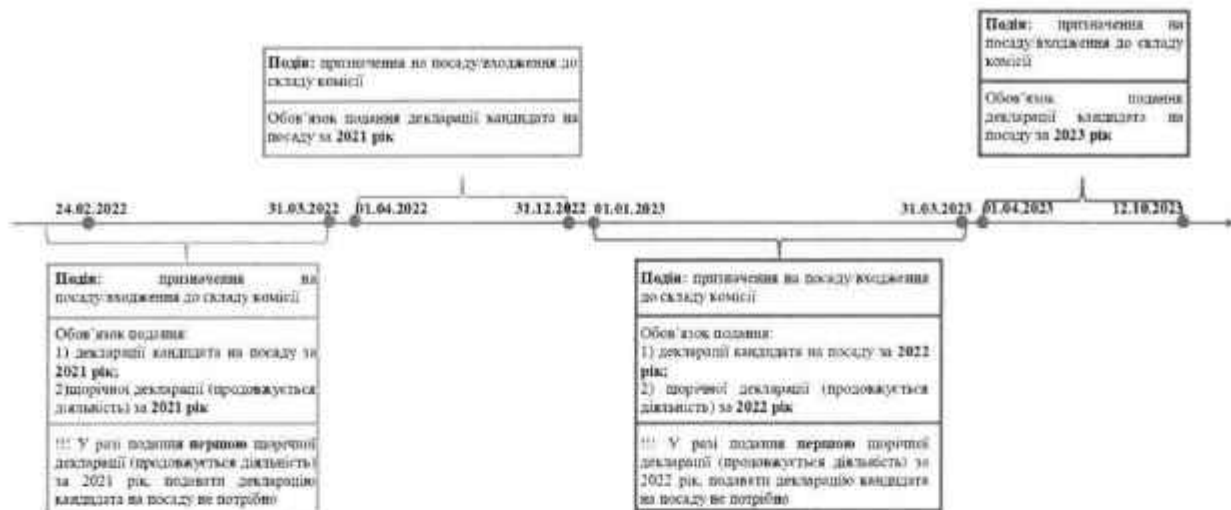 Подія: призначення на
посаду/входження до складу
комісії
Обов’язок подання
декларації кандидата на
посаду за 2023 рік
Подія: призначення на посаду/входження до
складу комісії
Обов’язок подання декларації кандидата на
посаду за 2021 рік
24.02.2022 31.03.2022 01.04.2022 31.12.2022 01.01.2023 31.03.2023 01.04.2023 12.10.2023
Подія: призначення на
посаду/входження до складу комісії
Обов’язок подання:
1) декларації кандидата на посаду за
2021 рік;
2)щорічної декларації (продовжується
діяльність) за 2021 рік
!!! У разі подання першою щорічної
декларації (продовжується діяльність)
за 2021 рік, подавати декларацію
кандидата на посаду не потрібно
Подія: призначення на посаду/входження
до складу комісії
Обов’язок подання:
1) декларації кандидата на посаду за 2022
рік;
2) щорічної декларації (продовжується
діяльність) за 2022 рік
!!! У разі подання першою щорічної
декларації (продовжується діяльність) за
2022 рік, подавати декларацію кандидата
на посаду не потрібно